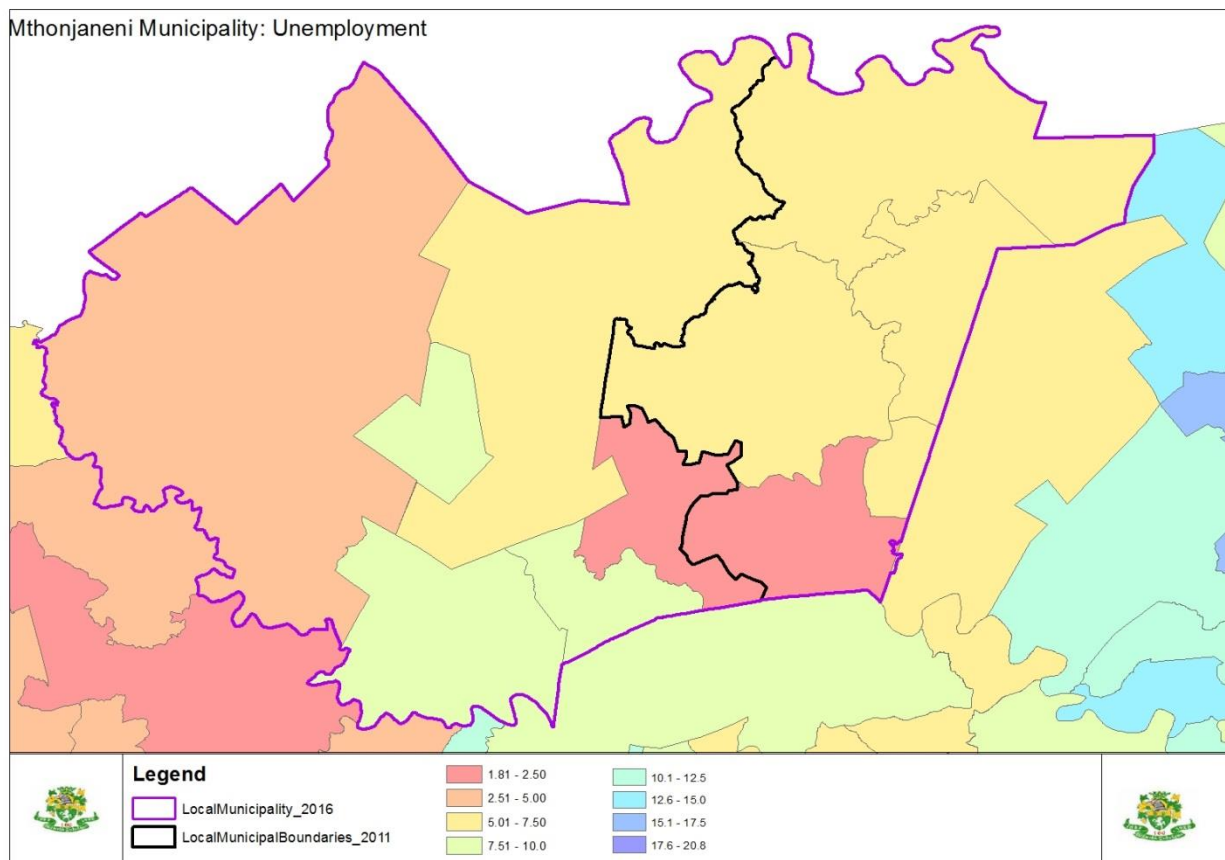 Mthonjaneni Municipality: Unemployment
Legend
LocalMunicipality_2016
LocalMunicipalBoundaries_2011
1.81 - 2.50
2.51 - 5.00
5.01 - 7.50
7.51 - 10.0
10.1 - 12.5
12.6 - 15.0
15.1 - 17.5
17.6 - 20.8